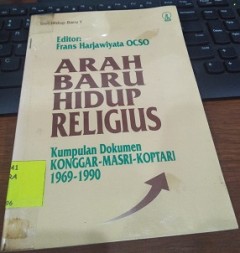 Editor:
Frans Harjawiyata OCSO
ARAH
BARU
HIDUP
RELIGIUS
Kumpulan Dokumen
KONGGAR-MASRI-KOPTARI
1969-1990